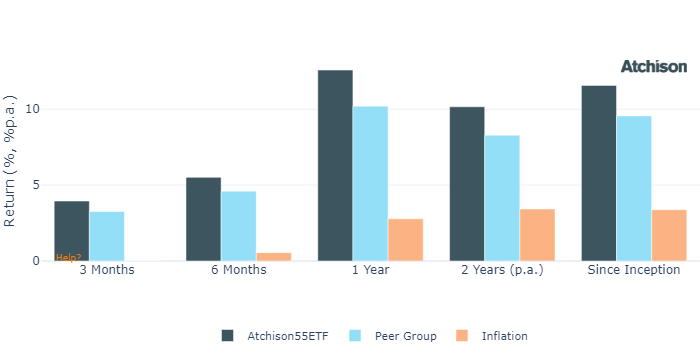 Atchison
Return (%, %p.a.)
10
5
0
Help?
3 Months
6 Months
1 Year
2 Years (p.a.)
Since Inception
Atchison55ETF
Peer Group
Inflation